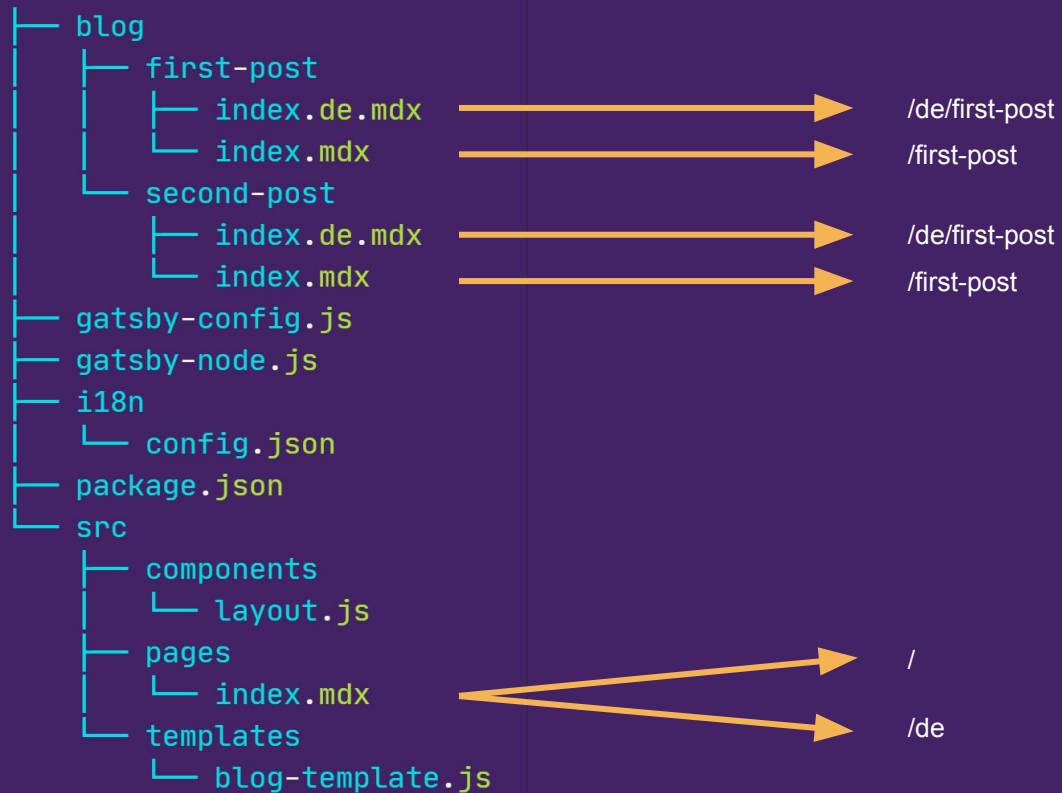 ├── blog
│   ├── first-post
│   │   ├── index.de.mdx /de/first-post
│   │   └── index.mdx /first-post
│   └── second-post
│       ├── index.de.mdx /de/first-post
│       └── index.mdx /first-post
├── gatsby-config.js
├── gatsby-node.js
├── i18n
│   └── config.json
├── package.json
└── src
    ├── components
    │   └── layout.js
    ├── pages /
    │   └── index.mdx
    └── templates /de
        └── blog-template.js